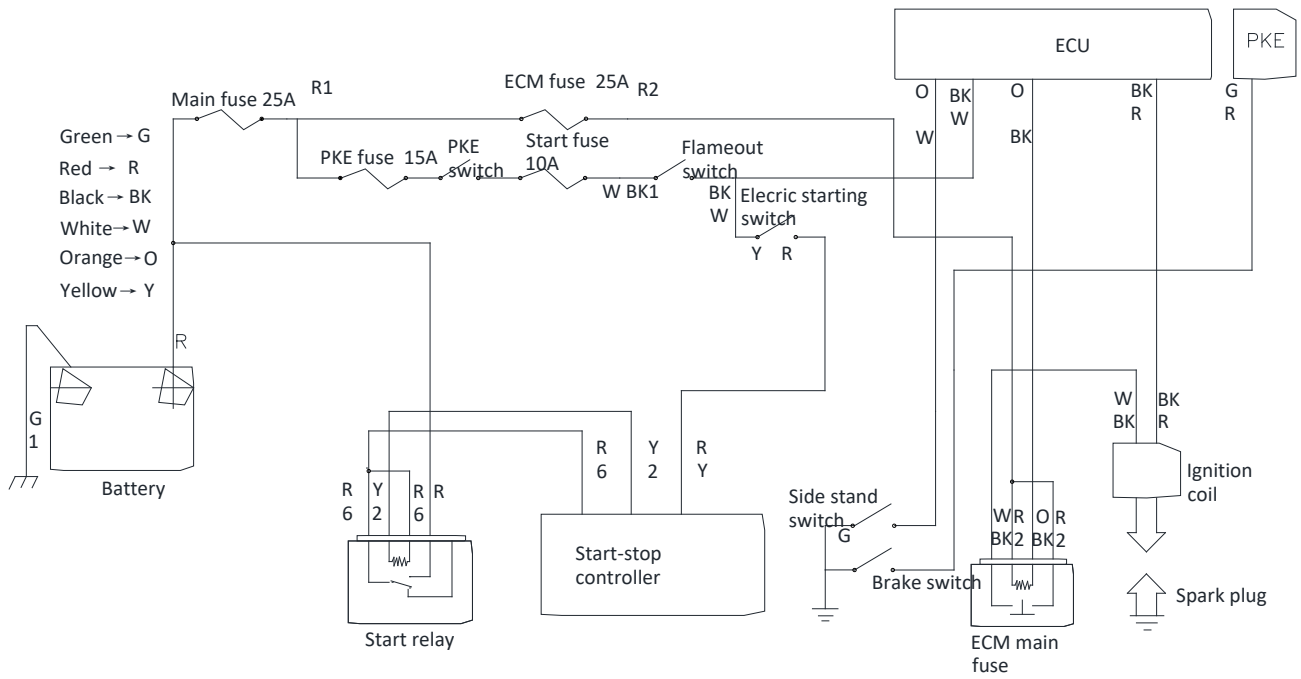 ECU
PKE
Main fuse 25A
R1
ECM fuse 25A
R2
O
W
BK
W
O
BK
BK
R
G
R
Green→G
Red → R
Black→BK
White→W
Orange→O
Yellow→ Y
PKE fuse 15A
PKE
switch
Start fuse
10A
W BK1
Flameout
switch
BK
W
Elecric starting
switch
Y R
R
G
1
Battery
R
6
Y
2
R
6
R
Start relay
R
6
Y
2
R
Y
Start-stop
controller
Side stand
switch
G
Brake switch
W
BK
R
2
O
BK
R
2
ECM main
fuse
W
BK
BK
R
Ignition
coil
Spark plug